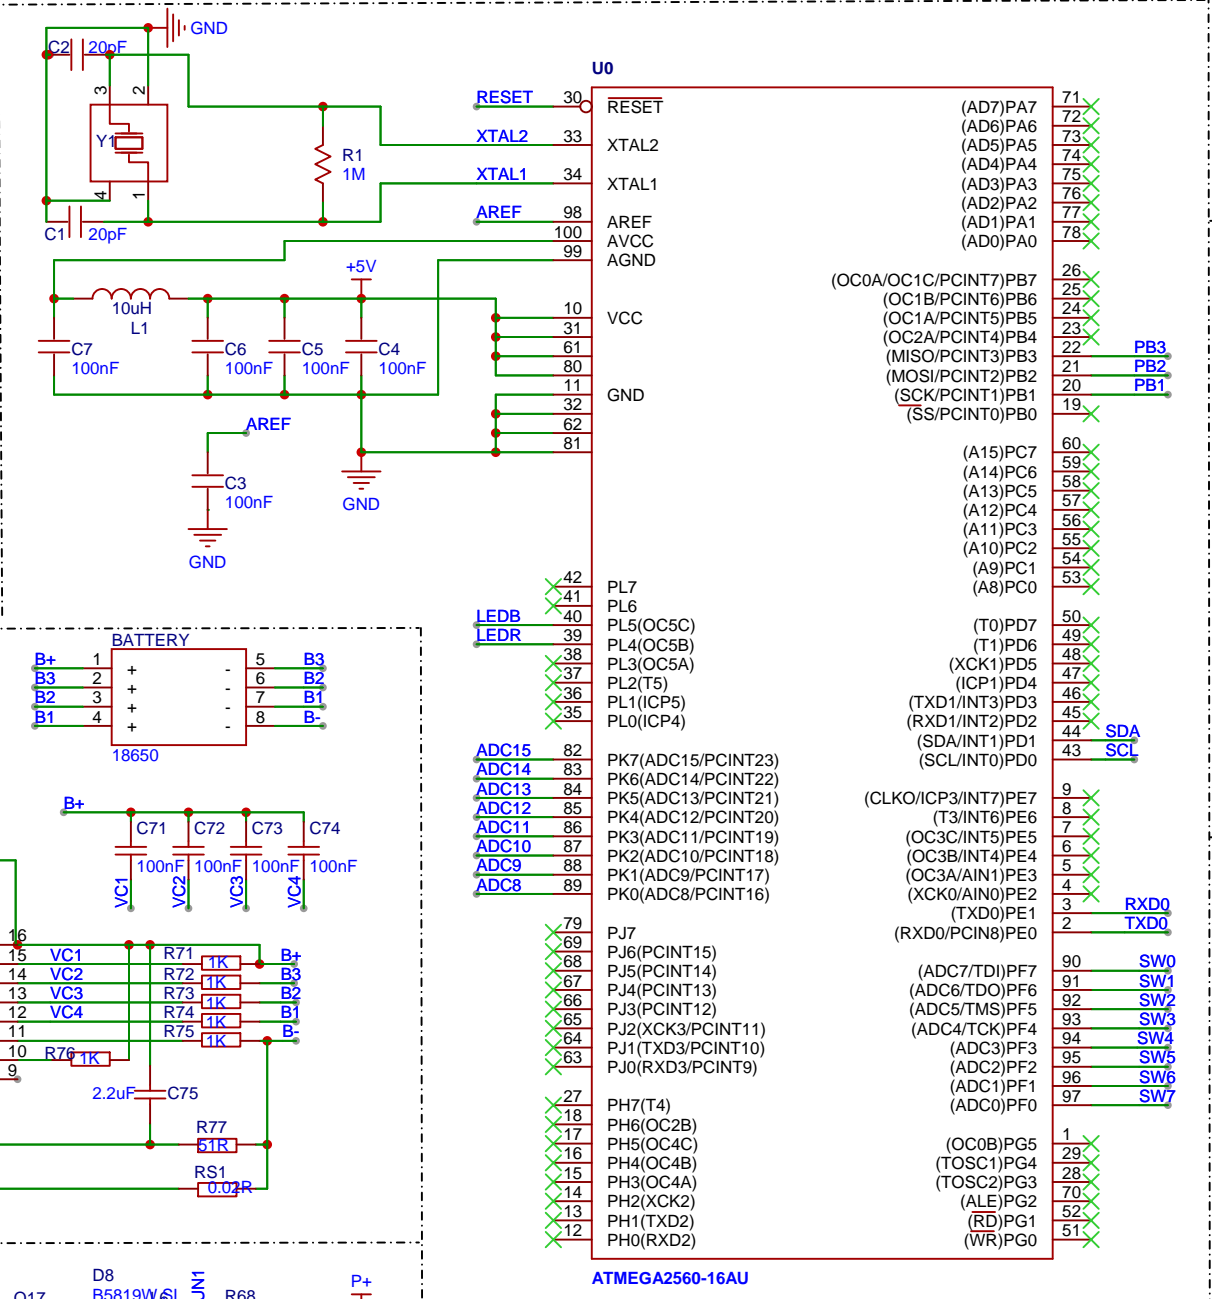 GND
C2 20pF
3 2
Y1
4 1
C1 20pF
R1
1M
U0
RESET 30 RESET
XTAL2 33 XTAL2
XTAL1 34 XTAL1
AREF 98 AREF
100 AVCC
99 AGND
+5V
10uH
L1
10 VCC
31
61
80
11 GND
32
62
81
C7
100nF
C6
100nF
C5
100nF
C4
100nF
AREF
C3
100nF
GND
GND
42 PL7
41 PL6
LEDB 40 PL5(OC5C)
LEDR 39 PL4(OC5B)
38 PL3(OC5A)
37 PL2(T5)
36 PL1(ICP5)
35 PL0(ICP4)
ADC15 82 PK7(ADC15/PCINT23)
ADC14 83 PK6(ADC14/PCINT22)
ADC13 84 PK5(ADC13/PCINT21)
ADC12 85 PK4(ADC12/PCINT20)
ADC11 86 PK3(ADC11/PCINT19)
ADC10 87 PK2(ADC10/PCINT18)
ADC9 88 PK1(ADC9/PCINT17)
ADC8 89 PK0(ADC8/PCINT16)
79 PJ7
69 PJ6(PCINT15)
68 PJ5(PCINT14)
67 PJ4(PCINT13)
66 PJ3(PCINT12)
65 PJ2(XCK3/PCINT11)
64 PJ1(TXD3/PCINT10)
63 PJ0(RXD3/PCINT9)
27 PH7(T4)
18 PH6(OC2B)
17 PH5(OC4C)
16 PH4(OC4B)
15 PH3(OC4A)
14 PH2(XCK2)
13 PH1(TXD2)
12 PH0(RXD2)
(AD7)PA7 71
(AD6)PA6 72
(AD5)PA5 73
(AD4)PA4 74
(AD3)PA3 75
(AD2)PA2 76
(AD1)PA1 77
(AD0)PA0 78
(OC0A/OC1C/PCINT7)PB7 26
(OC1B/PCINT6)PB6 25
(OC1A/PCINT5)PB5 24
(OC2A/PCINT4)PB4 23
(MISO/PCINT3)PB3 22 PB3
(MOSI/PCINT2)PB2 21 PB2
(SCK/PCINT1)PB1 20 PB1
(SS/PCINT0)PB0 19
(A15)PC7 60
(A14)PC6 59
(A13)PC5 58
(A12)PC4 57
(A11)PC3 56
(A10)PC2 55
(A9)PC1 54
(A8)PC0 53
(T0)PD7 50
(T1)PD6 49
(XCK1)PD5 48
(ICP1)PD4 47
(TXD1/INT3)PD3 46
(RXD1/INT2)PD2 45
(SDA/INT1)PD1 44 SDA
(SCL/INT0)PD0 43 SCL
(CLKO/ICP3/INT7)PE7 9
(T3/INT6)PE6 8
(OC3C/INT5)PE5 7
(OC3B/INT4)PE4 6
(OC3A/AIN1)PE3 5
(XCK0/AIN0)PE2 4
(TXD0)PE1 3 RXD0
(RXD0/PCIN8)PE0 2 TXD0
(ADC7/TDI)PF7 90 SW0
(ADC6/TDO)PF6 91 SW1
(ADC5/TMS)PF5 92 SW2
(ADC4/TCK)PF4 93 SW3
(ADC3)PF3 94 SW4
(ADC2)PF2 95 SW5
(ADC1)PF1 96 SW6
(ADC0)PF0 97 SW7
(OC0B)PG5 1
(TOSC1)PG4 29
(TOSC2)PG3 28
(ALE)PG2 70
(RD)PG1 52
(WR)PG0 51
ATMEGA2560-16AU
BATTERY
B+ 1 + - 5 B3
B3 2 + - 6 B2
B2 3 + - 7 B1
B1 4 + - 8 B-
18650
B+
C71 C72 C73 C74
100nF 100nF 100nF 100nF
VC1 VC2 VC3 VC4
16
15 VC1 R71 1K B+
14 VC2 R72 1K B3
13 VC3 R73 1K B2
12 VC4 R74 1K B1
11 R75 1K B-
10 R76 1K
9
2.2uF C75
R77
51R
RS1
0.02R
D8
Q17 B5819W SL R68
P+